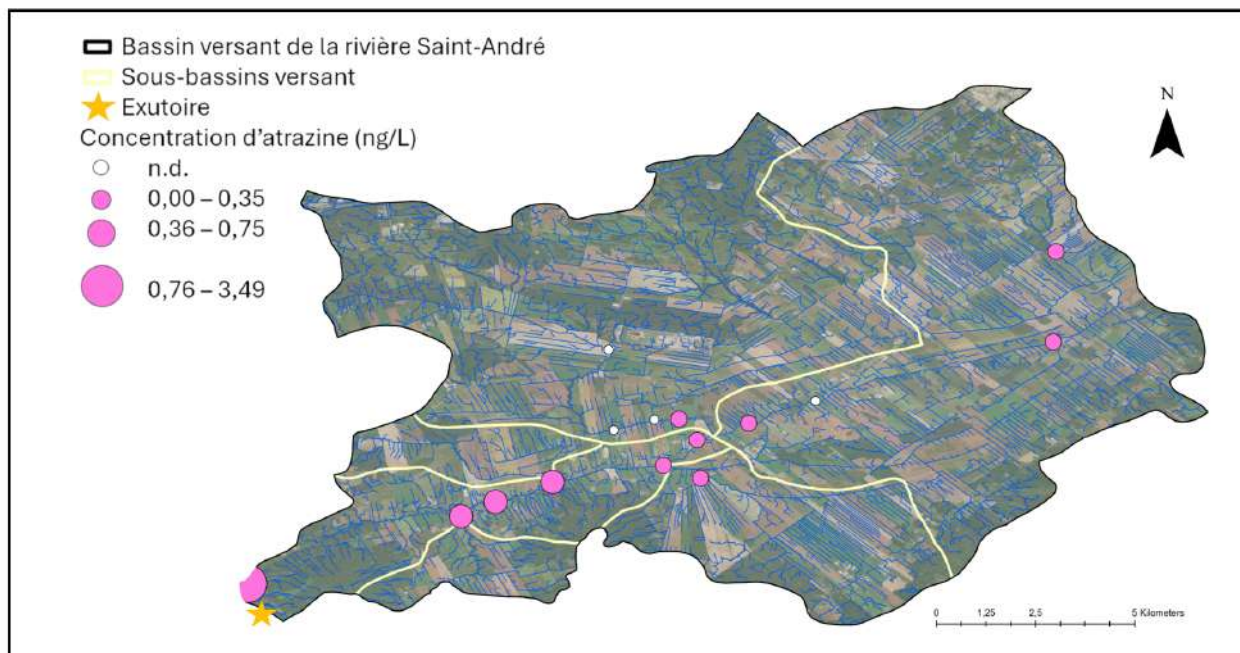 Bassin versant de la rivière Saint-André
Sous-bassins versant
Exutoire
Concentration d'atrazine (ng/L)
n.d.
0,00 – 0,35
0,36 – 0,75
0,76 – 3,49
N
0 1,25 2,5 5 Kilometers